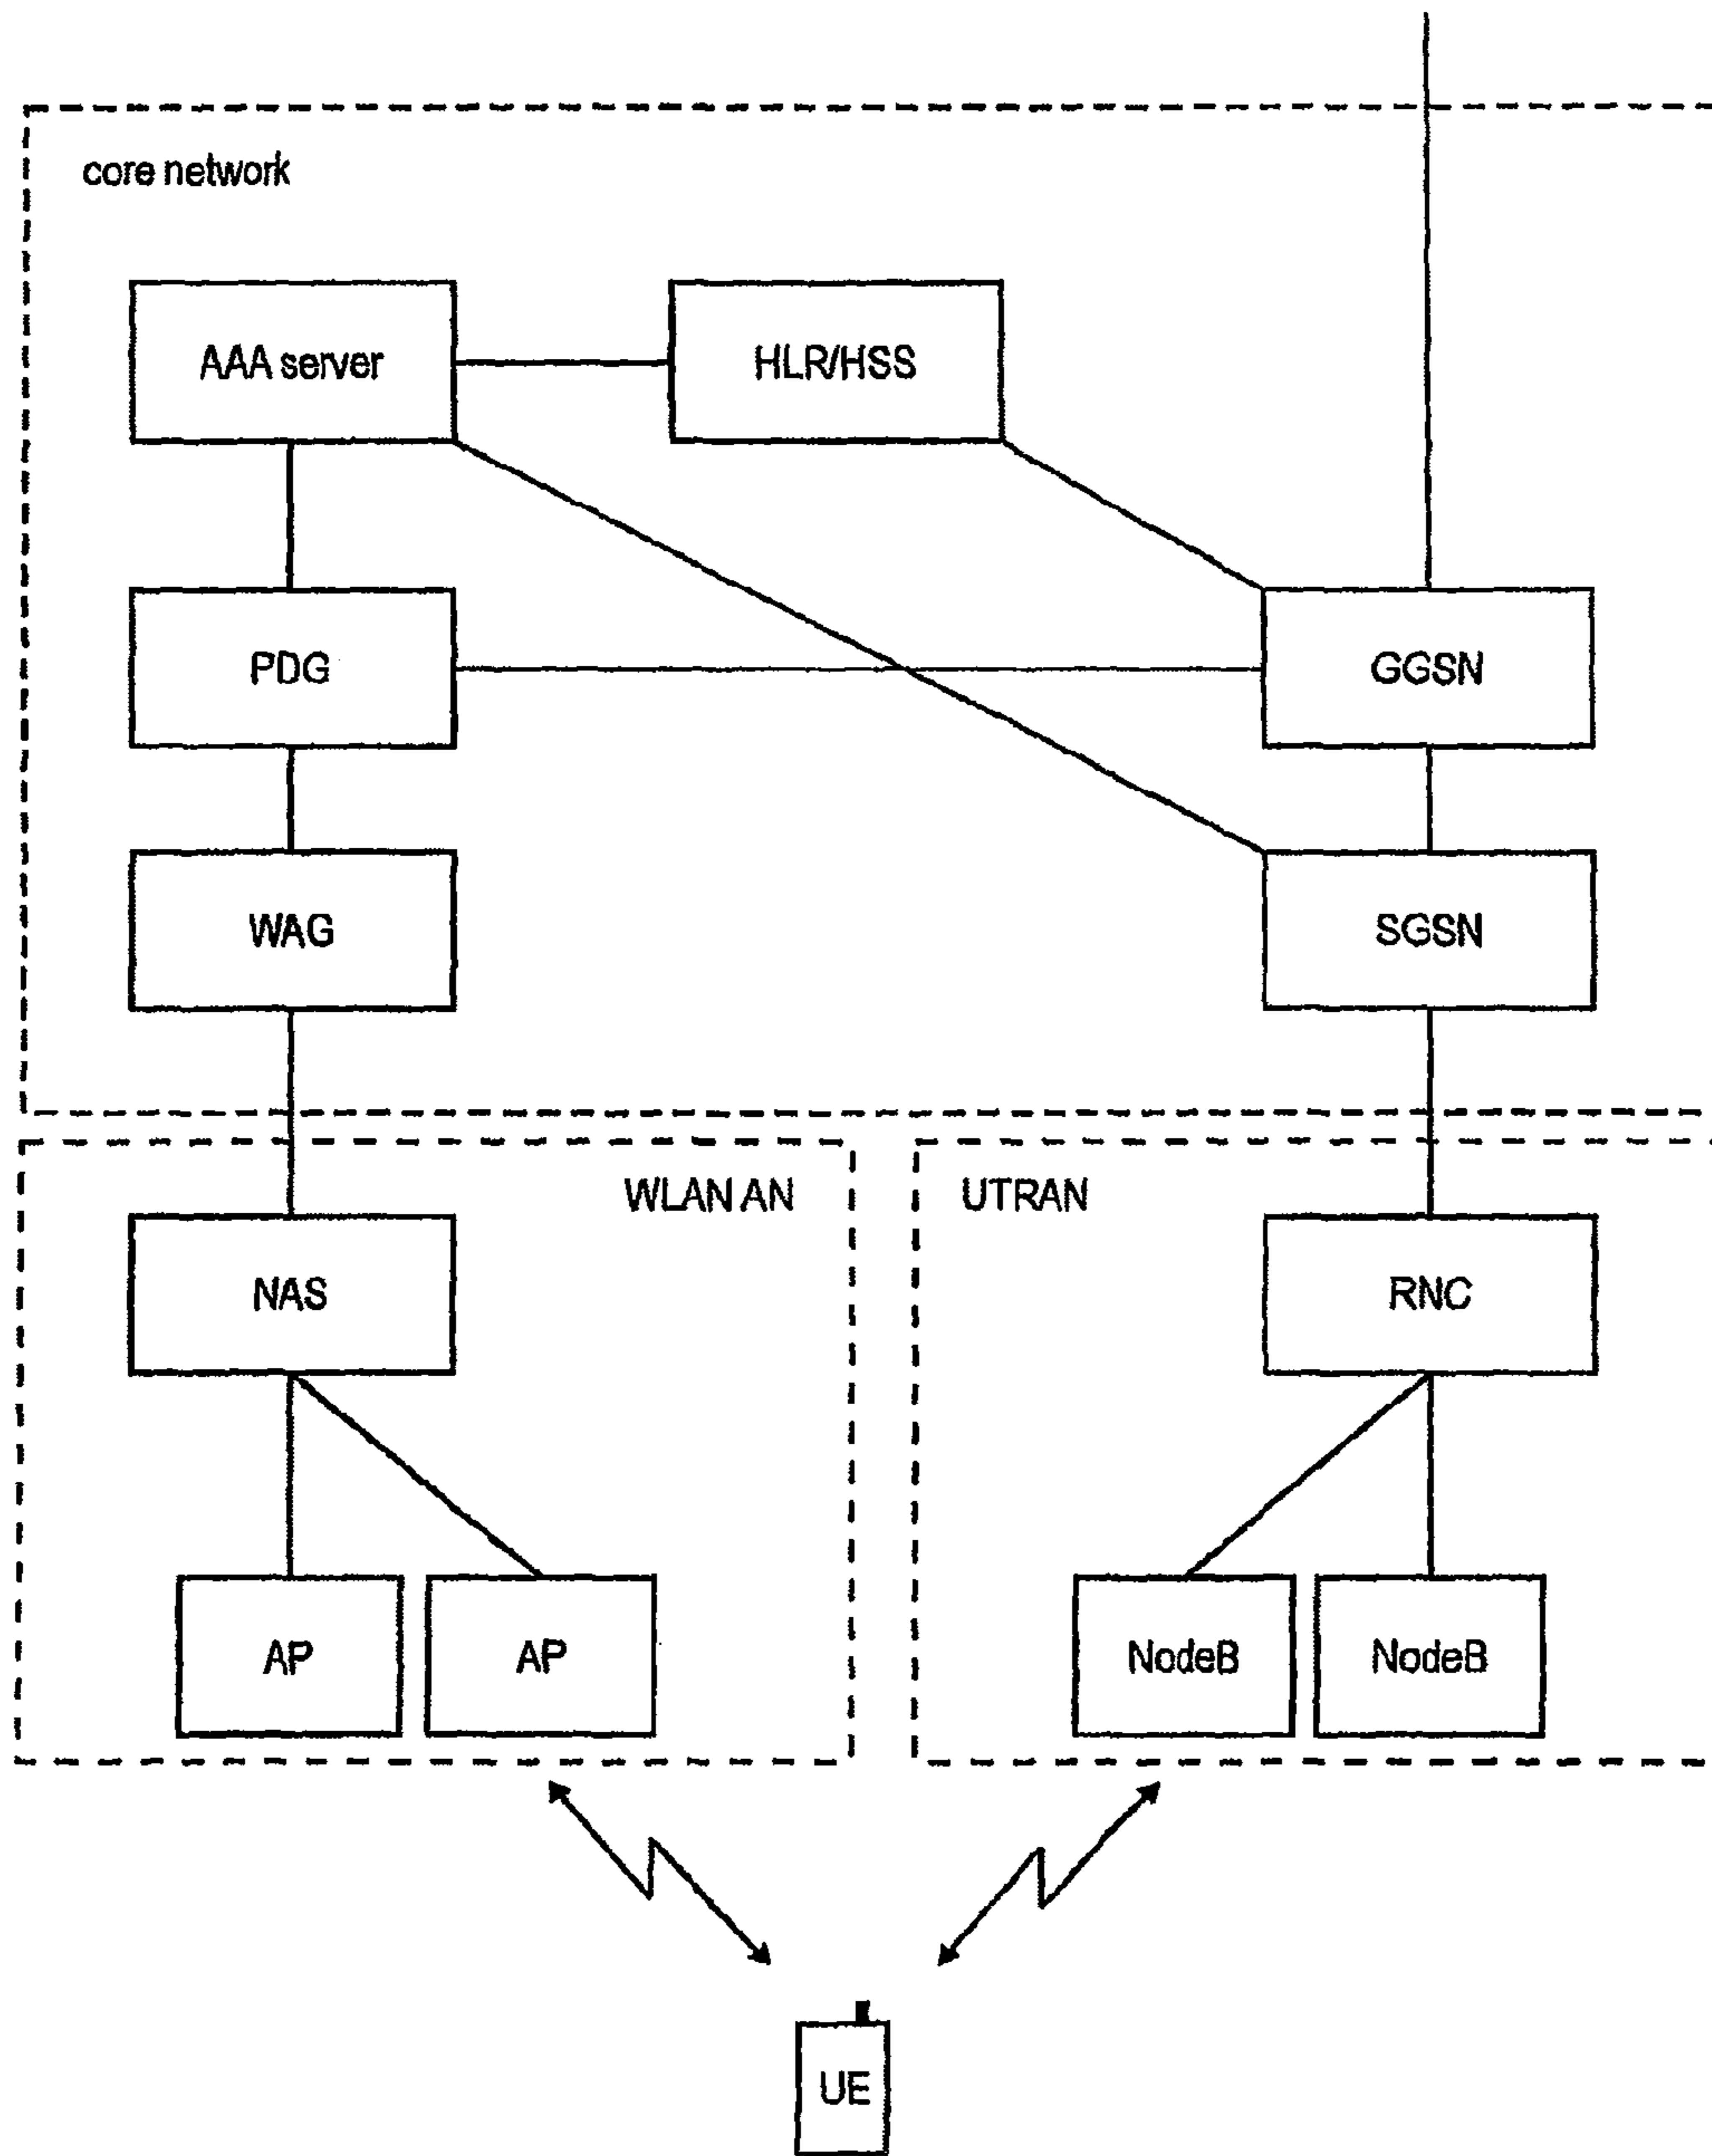 core network
AAA server
HLR/HSS
PDG
GGSN
WAG
SGSN
WLAN AN
UTRAN
NAS
RNC
AP
AP
NodeB
NodeB
UE